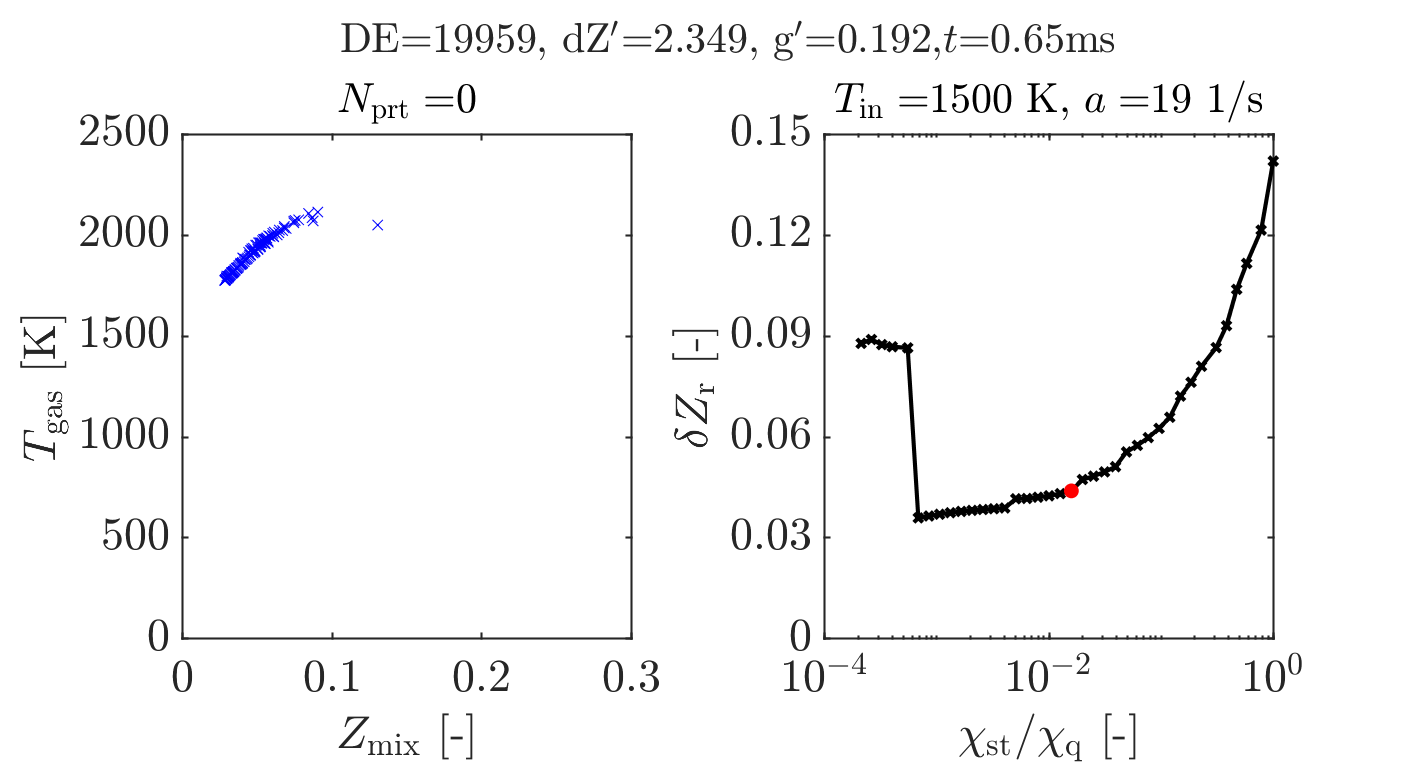 DE=19959, dZ′=2.349, g′=0.192,t=0.65ms
N_prt =0
T_in =1500 K, a =19 1/s
2500
2000
1500
1000
500
0
T_gas [K]
0 0.1 0.2 0.3
Z_mix [-]
0.15
0.12
0.09
0.06
0.03
0
δZ_r [-]
10^−4 10^−2 10^0
χ_st/χ_q [-]